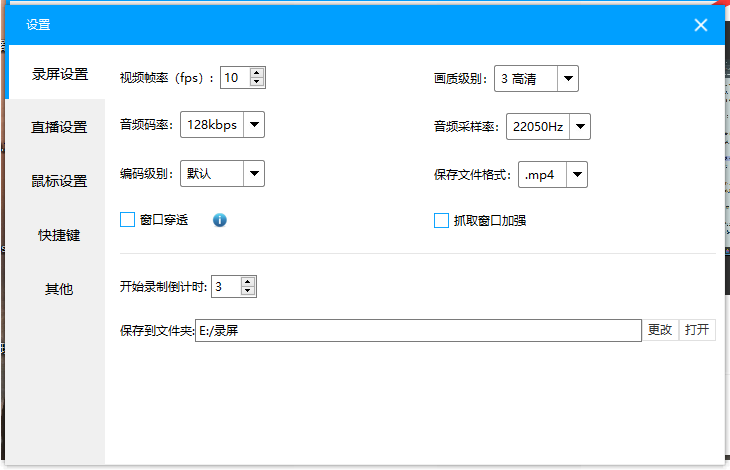 设置
录屏设置
直播设置
鼠标设置
快捷键
其他
视频帧率（fps）: 10
画质级别: 3 高清
音频码率: 128kbps
音频采样率: 22050Hz
编码级别: 默认
保存文件格式: .mp4
窗口穿透
抓取窗口加强
开始录制倒计时: 3
保存到文件夹: E:/录屏 更改 打开